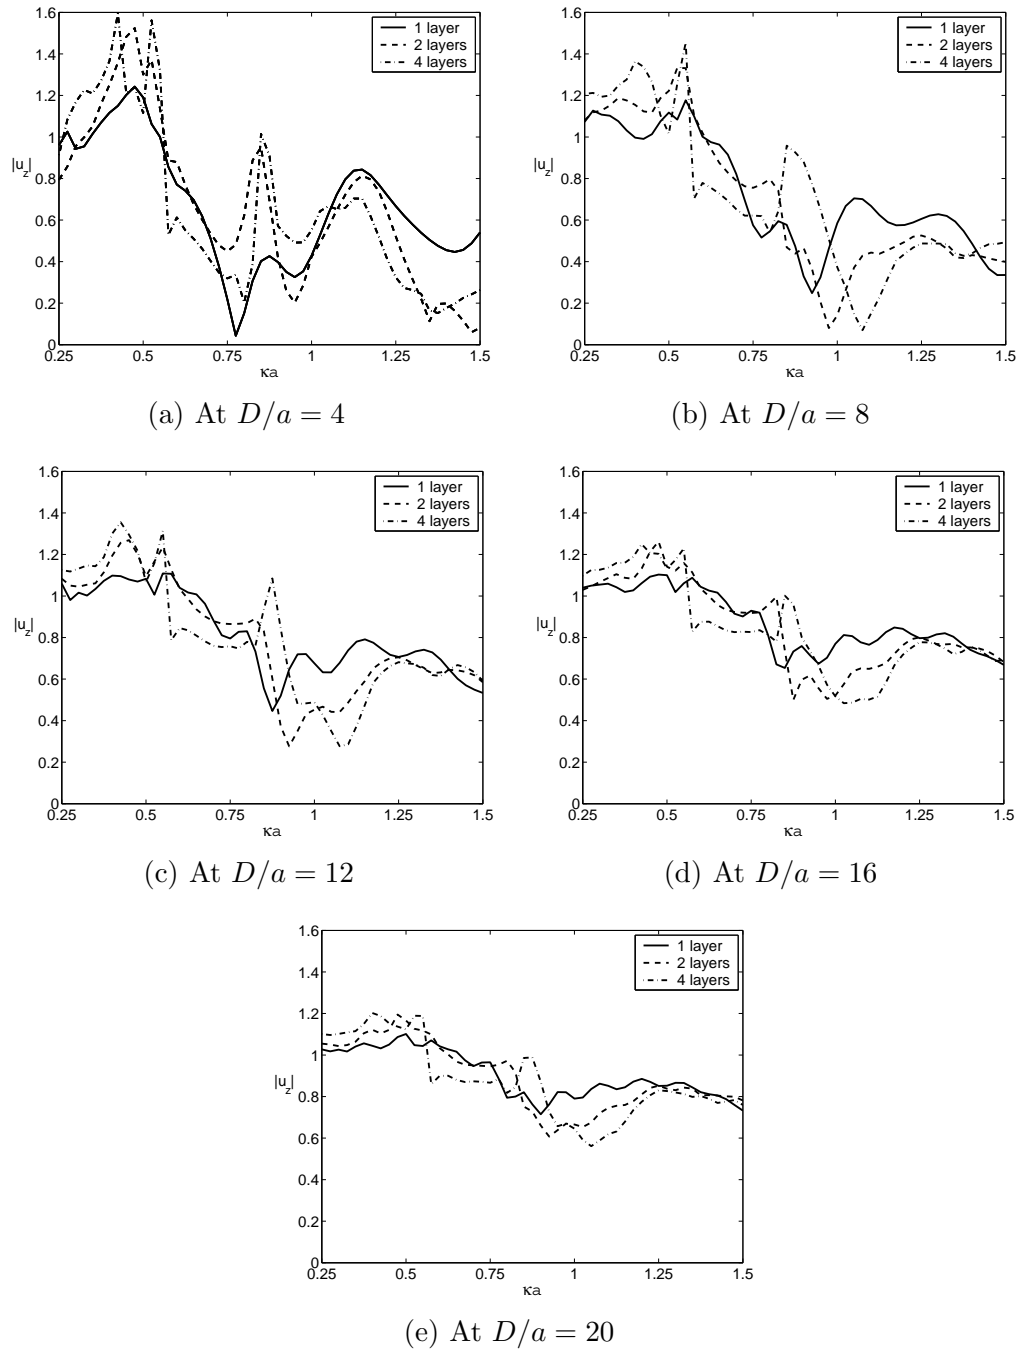 1.6
1.4
1.2
1
0.8
0.6
0.4
0.2
0
|u_z|
0.25 0.5 0.75 1 1.25 1.5
κa
1 layer
2 layers
4 layers
(a) At D/a = 4
1.6
1.4
1.2
1
0.8
0.6
0.4
0.2
0
|u_z|
0.25 0.5 0.75 1 1.25 1.5
κa
1 layer
2 layers
4 layers
(b) At D/a = 8
1.6
1.4
1.2
1
0.8
0.6
0.4
0.2
0
|u_z|
0.25 0.5 0.75 1 1.25 1.5
κa
1 layer
2 layers
4 layers
(c) At D/a = 12
1.6
1.4
1.2
1
0.8
0.6
0.4
0.2
0
|u_z|
0.25 0.5 0.75 1 1.25 1.5
κa
1 layer
2 layers
4 layers
(d) At D/a = 16
1.6
1.4
1.2
1
0.8
0.6
0.4
0.2
0
|u_z|
0.25 0.5 0.75 1 1.25 1.5
κa
1 layer
2 layers
4 layers
(e) At D/a = 20